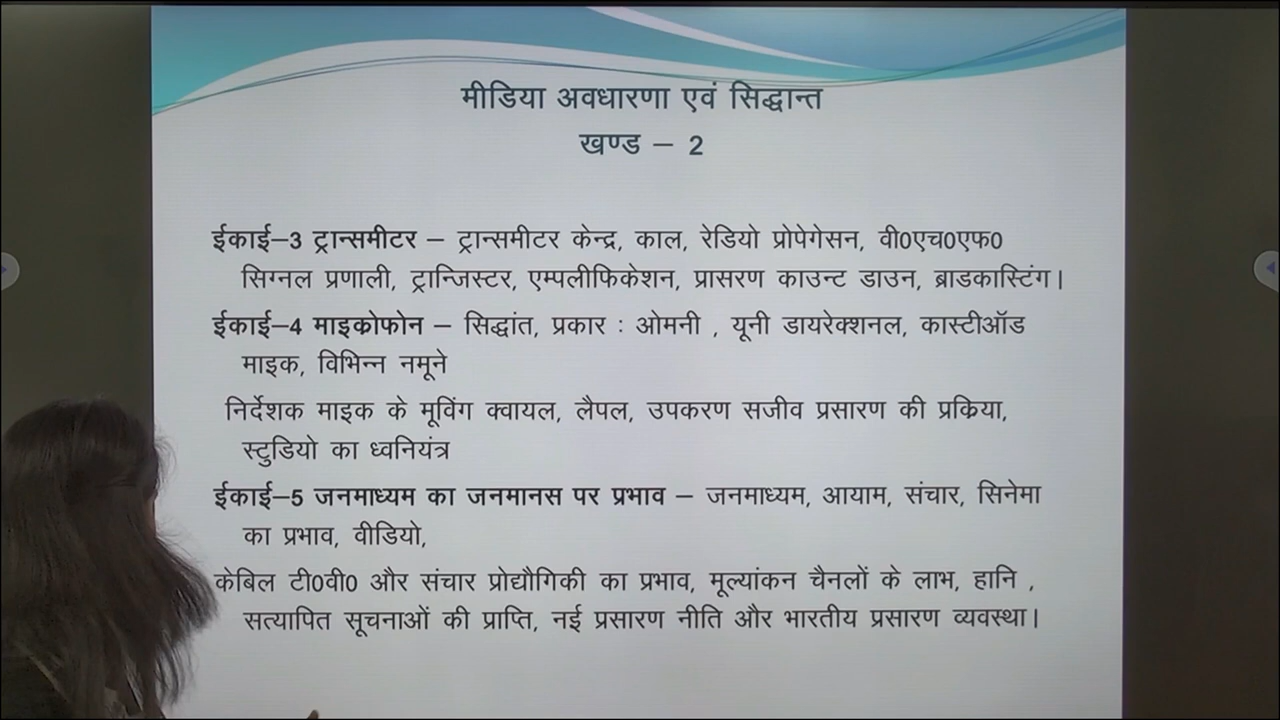 मीडिया अवधारणा एवं सिद्धान्त
खण्ड – 2
ईकाई–3 ट्रान्समीटर – ट्रान्समीटर केन्द्र, काल, रेडियो प्रोपेगेसन, वी0एच0एफ0
सिग्नल प्रणाली, ट्रान्जिस्टर, एम्पलीफिकेशन, प्रासरण काउन्ट डाउन, ब्राडकास्टिंग।
ईकाई–4 माइक्रोफोन – सिद्धांत, प्रकार : ओमनी , यूनी डायरेक्शनल, कास्टीऑड
माइक, विभिन्न नमूने
निर्देशक माइक के मूविंग क्वायल, लैपल, उपकरण सजीव प्रसारण की प्रक्रिया,
स्टुडियो का ध्वनियंत्र
ईकाई–5 जनमाध्यम का जनमानस पर प्रभाव – जनमाध्यम, आयाम, संचार, सिनेमा
का प्रभाव, वीडियो,
केबिल टी0वी0 और संचार प्रोद्यौगिकी का प्रभाव, मूल्यांकन चैनलों के लाभ, हानि ,
सत्यापित सूचनाओं की प्राप्ति, नई प्रसारण नीति और भारतीय प्रसारण व्यवस्था।